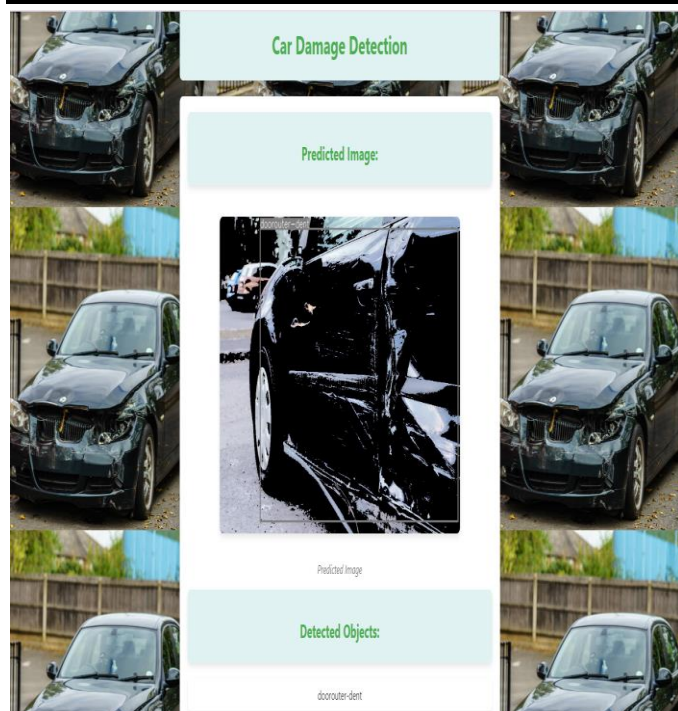 Car Damage Detection
Predicted Image:
doorouter-dent
Predicted Image
Detected Objects:
doorouter-dent